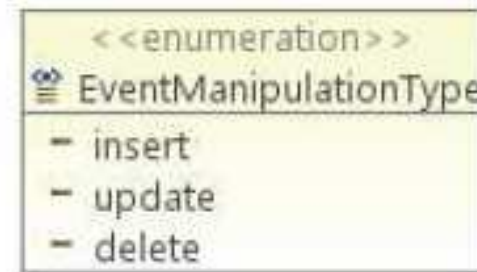 <<enumeration>>
EventManipulationType
- insert
- update
- delete